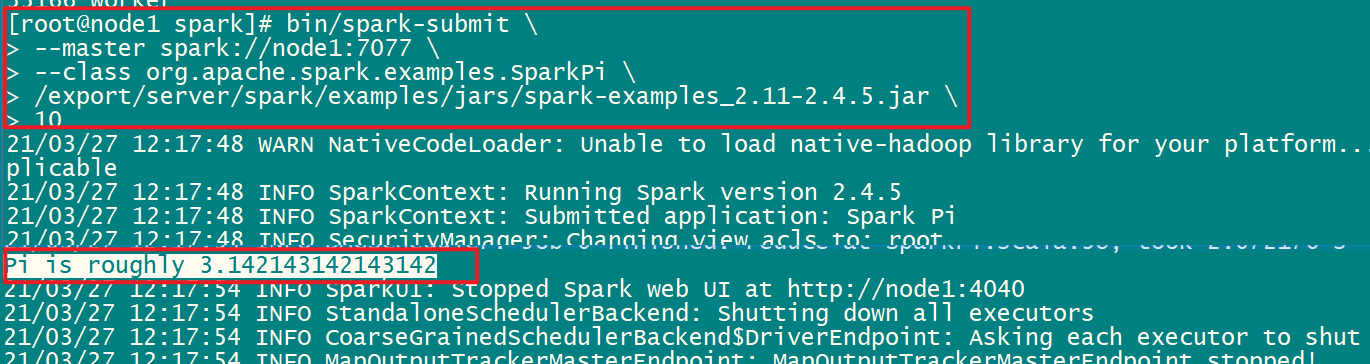 55166 Worker
[root@node1 spark]# bin/spark-submit \
> --master spark://node1:7077 \
> --class org.apache.spark.examples.SparkPi \
> /export/server/spark/examples/jars/spark-examples_2.11-2.4.5.jar \
> 10
21/03/27 12:17:48 WARN NativeCodeLoader: Unable to load native-hadoop library for your platform...
plicable
21/03/27 12:17:48 INFO SparkContext: Running Spark version 2.4.5
21/03/27 12:17:48 INFO SparkContext: Submitted application: Spark Pi
21/03/27 12:17:48 INFO SecurityManager: Changing view acls to: root
Pi is roughly 3.142143142143142
21/03/27 12:17:54 INFO SparkUI: Stopped Spark web UI at http://node1:4040
21/03/27 12:17:54 INFO StandaloneSchedulerBackend: Shutting down all executors
21/03/27 12:17:54 INFO CoarseGrainedSchedulerBackend$DriverEndpoint: Asking each executor to shut
21/03/27 12:17:54 INFO MapOutputTrackerMasterEndpoint: MapOutputTrackerMasterEndpoint stopped!